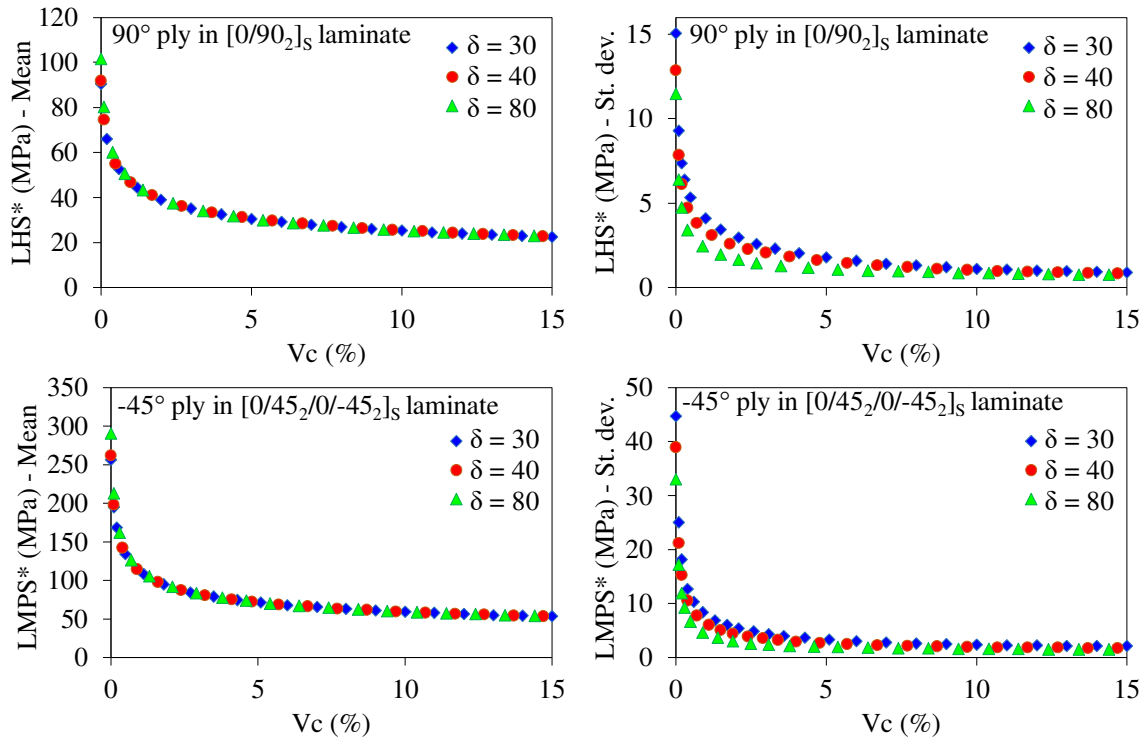 90° ply in [0/90₂]S laminate
δ = 30
δ = 40
δ = 80
LHS* (MPa) - Mean
120
100
80
60
40
20
0
0 5 10 15
Vc (%)
90° ply in [0/90₂]S laminate
δ = 30
δ = 40
δ = 80
LHS* (MPa) - St. dev.
15
10
5
0
0 5 10 15
Vc (%)
-45° ply in [0/45₂/0/-45₂]S laminate
δ = 30
δ = 40
δ = 80
LMPS* (MPa) - Mean
350
300
250
200
150
100
50
0
0 5 10 15
Vc (%)
-45° ply in [0/45₂/0/-45₂]S laminate
δ = 30
δ = 40
δ = 80
LMPS* (MPa) - St. dev.
50
40
30
20
10
0
0 5 10 15
Vc (%)